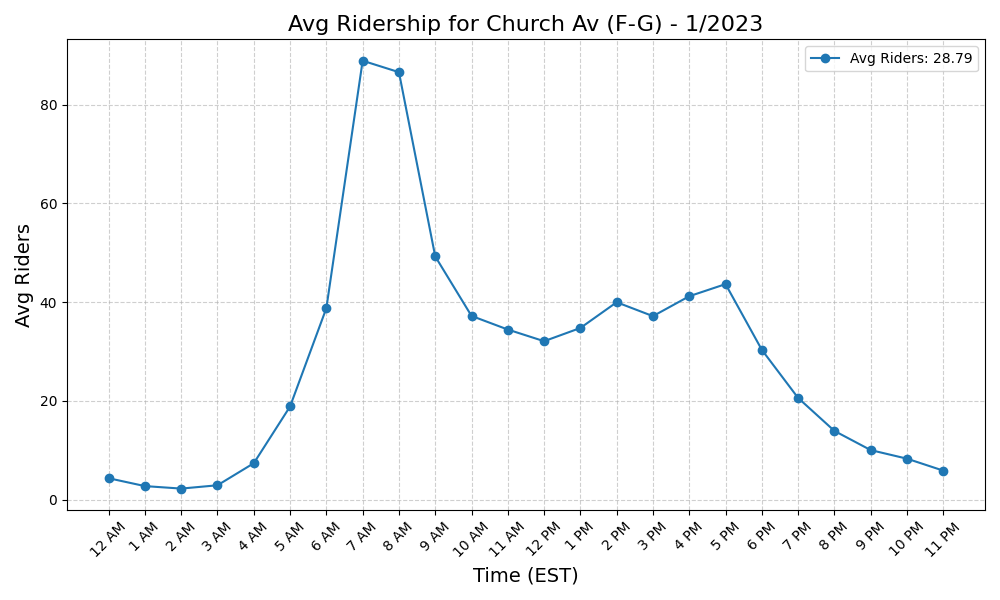 Avg Ridership for Church Av (F-G) - 1/2023
Avg Riders: 28.79
Avg Riders
80
60
40
20
0
12 AM
1 AM
2 AM
3 AM
4 AM
5 AM
6 AM
7 AM
8 AM
9 AM
10 AM
11 AM
12 PM
1 PM
2 PM
3 PM
4 PM
5 PM
6 PM
7 PM
8 PM
9 PM
10 PM
11 PM
Time (EST)